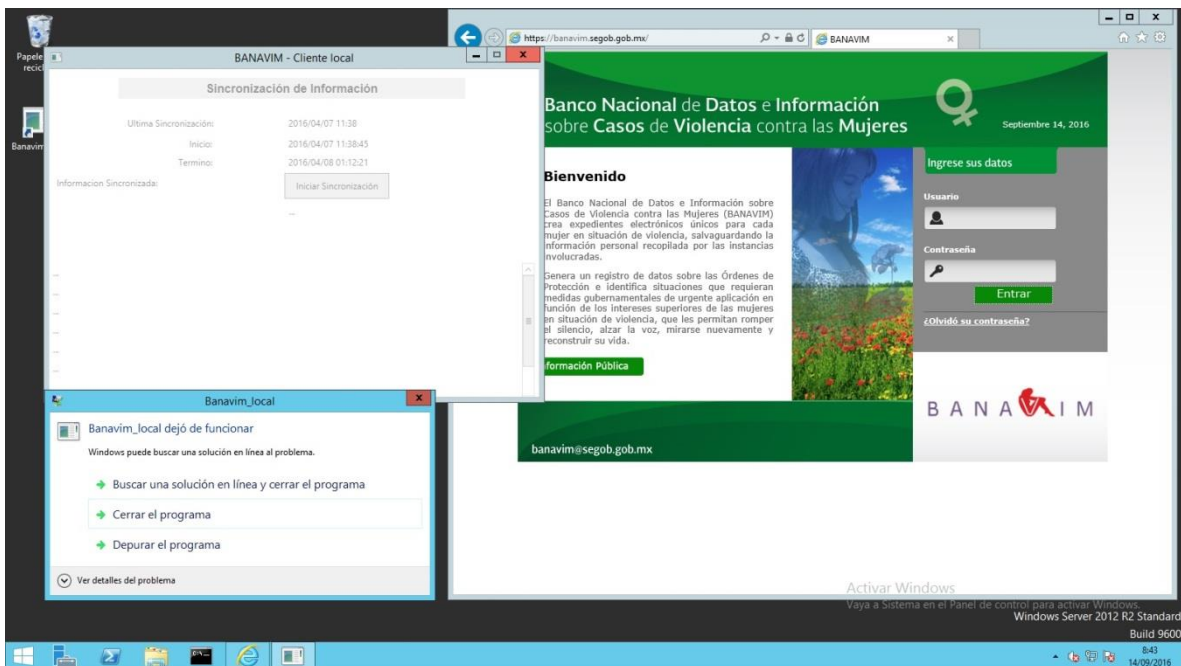 Papele
recicl
Banavim
BANAVIM - Cliente local
Sincronización de Información
Ultima Sincronización: 2016/04/07 11:38
Inicio: 2016/04/07 11:38:45
Termino: 2016/04/08 01:12:21
Informacion Sincronizada: Iniciar Sincronización
...
...
...
...
...
...
...
Banavim_local
Banavim_local dejó de funcionar
Windows puede buscar una solución en línea al problema.
Buscar una solución en línea y cerrar el programa
Cerrar el programa
Depurar el programa
Ver detalles del problema
https://banavim.segob.gob.mx/
BANAVIM
Banco Nacional de Datos e Información
sobre Casos de Violencia contra las Mujeres
Septiembre 14, 2016
Bienvenido
El Banco Nacional de Datos e Información sobre
Casos de Violencia contra las Mujeres (BANAVIM)
crea expedientes electrónicos únicos para cada
mujer en situación de violencia, salvaguardando la
información personal recopilada por las instancias
involucradas.
Genera un registro de datos sobre las Órdenes de
Protección e identifica situaciones que requieran
medidas gubernamentales de urgente aplicación en
función de los intereses superiores de las mujeres
en situación de violencia, que les permitan romper
el silencio, alzar la voz, mirarse nuevamente y
reconstruir su vida.
Información Pública
Ingrese sus datos
Usuario
Contraseña
Entrar
¿Olvidó su contraseña?
BANAVIM
banavim@segob.gob.mx
Activar Windows
Vaya a Sistema en el Panel de control para activar Windows.
Windows Server 2012 R2 Standard
Build 9600
8:43
14/09/2016